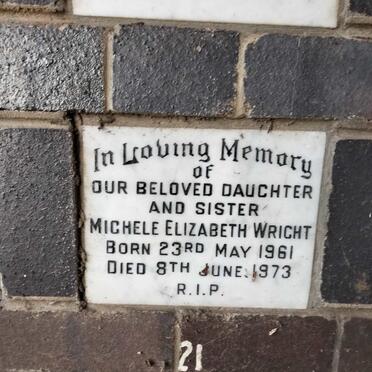 In Loving Memory
OF
OUR BELOVED DAUGHTER
AND SISTER
MICHELE ELIZABETH WRIGHT
BORN 23RD MAY 1961
DIED 8TH JUNE 1973
R.I.P.
21